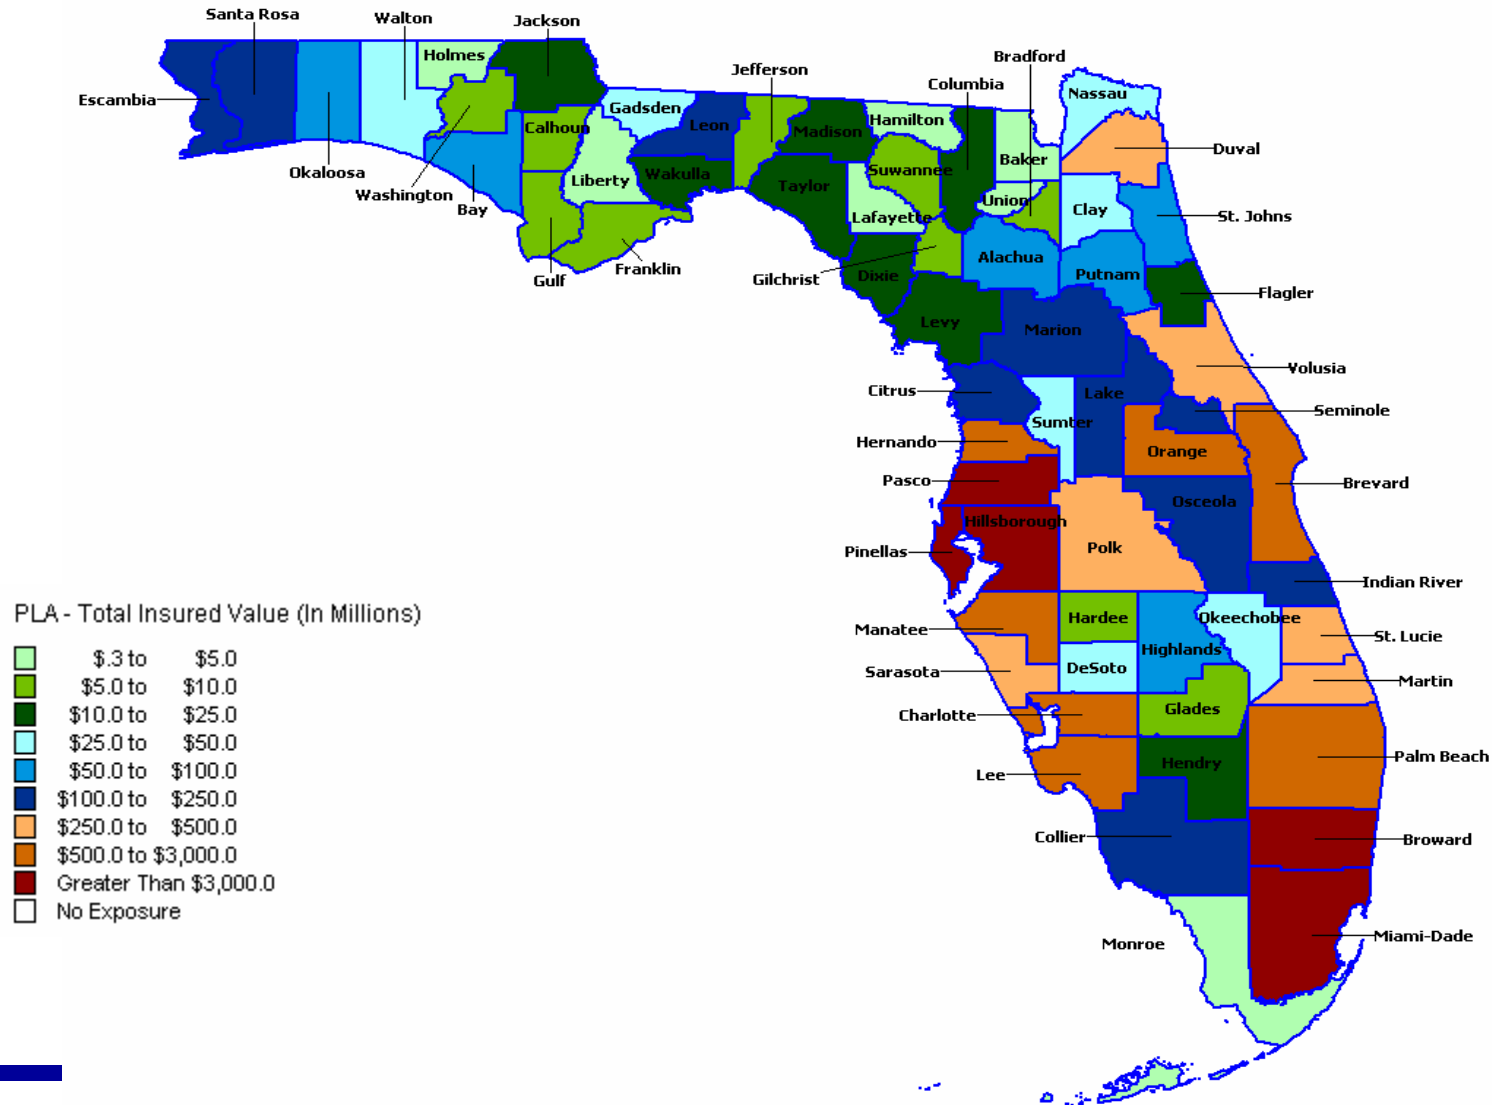 Santa Rosa
Walton
Jackson
Holmes
Bradford
Jefferson
Columbia
Escambia
Nassau
Gadsden
Hamilton
Leon
Calhoun
Madison
Duval
Baker
Okaloosa
Suwannee
Wakulla
Liberty
Taylor
Washington
Union
Bay
Clay
St. Johns
Lafayette
Alachua
Franklin
Gulf
Gilchrist
Dixie
Putnam
Flagler
Levy
Marion
Volusia
Citrus
Lake
Seminole
Sumter
Hernando
Orange
Pasco
Brevard
Osceola
Hillsborough
Pinellas
Polk
Indian River
PLA - Total Insured Value (In Millions)
Hardee
Okeechobee
Manatee
St. Lucie
Highlands
$.3 to $5.0
Sarasota
DeSoto
Martin
$5.0 to $10.0
Charlotte
Glades
$10.0 to $25.0
$25.0 to $50.0
Palm Beach
Hendry
$50.0 to $100.0
Lee
$100.0 to $250.0
$250.0 to $500.0
Collier
Broward
$500.0 to $3,000.0
Greater Than $3,000.0
No Exposure
Monroe
Miami-Dade